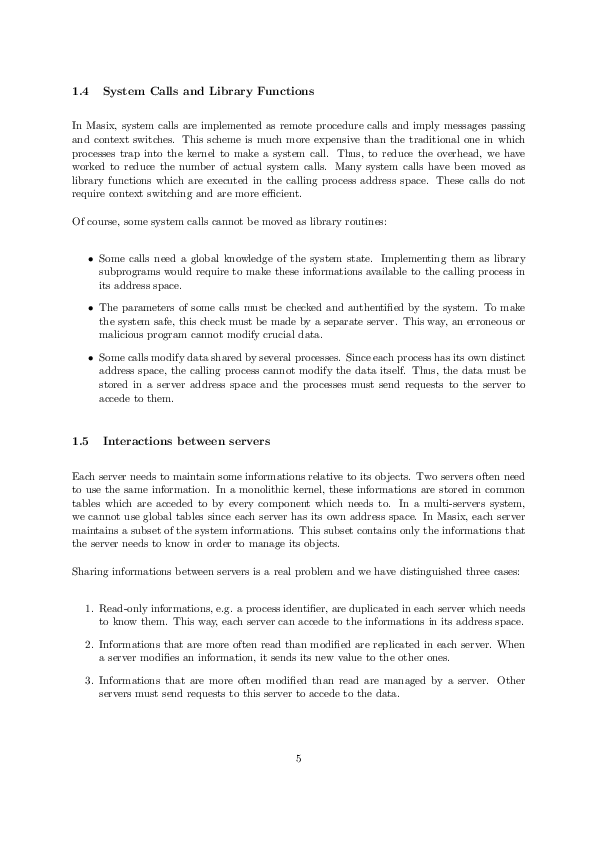 1.4 System Calls and Library Functions
In Masix, system calls are implemented as remote procedure calls and imply messages passing
and context switches. This scheme is much more expensive than the traditional one in which
processes trap into the kernel to make a system call. Thus, to reduce the overhead, we have
worked to reduce the number of actual system calls. Many system calls have been moved as
library functions which are executed in the calling process address space. These calls do not
require context switching and are more efficient.
Of course, some system calls cannot be moved as library routines:
• Some calls need a global knowledge of the system state. Implementing them as library
subprograms would require to make these informations available to the calling process in
its address space.
• The parameters of some calls must be checked and authentified by the system. To make
the system safe, this check must be made by a separate server. This way, an erroneous or
malicious program cannot modify crucial data.
• Some calls modify data shared by several processes. Since each process has its own distinct
address space, the calling process cannot modify the data itself. Thus, the data must be
stored in a server address space and the processes must send requests to the server to
accede to them.
1.5 Interactions between servers
Each server needs to maintain some informations relative to its objects. Two servers often need
to use the same information. In a monolithic kernel, these informations are stored in common
tables which are acceded to by every component which needs to. In a multi-servers system,
we cannot use global tables since each server has its own address space. In Masix, each server
maintains a subset of the system informations. This subset contains only the informations that
the server needs to know in order to manage its objects.
Sharing informations between servers is a real problem and we have distinguished three cases:
1. Read-only informations, e.g. a process identifier, are duplicated in each server which needs
to know them. This way, each server can accede to the informations in its address space.
2. Informations that are more often read than modified are replicated in each server. When
a server modifies an information, it sends its new value to the other ones.
3. Informations that are more often modified than read are managed by a server. Other
servers must send requests to this server to accede to the data.
5